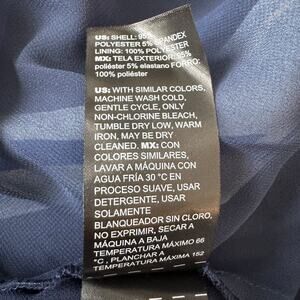 US: SHELL: 95%
POLYESTER 5% SPANDEX
LINING: 100% POLYESTER
MX: TELA EXTERIOR: 95%
poliéster 5% elastano FORRO:
100% poliéster
US: WITH SIMILAR COLORS,
MACHINE WASH COLD,
GENTLE CYCLE, ONLY
NON-CHLORINE BLEACH,
TUMBLE DRY LOW, WARM
IRON, MAY BE DRY
CLEANED. MX: CON
COLORES SIMILARES,
LAVAR A MÁQUINA CON
AGUA FRÍA 30 °C EN
PROCESO SUAVE, USAR
DETERGENTE, USAR
SOLAMENTE
BLANQUEADOR SIN CLORO,
NO EXPRIMIR, SECAR A
MÁQUINA A BAJA
TEMPERATURA MÁXIMO 66
°C , PLANCHAR A
TEMPERATURA MÁXIMA 152